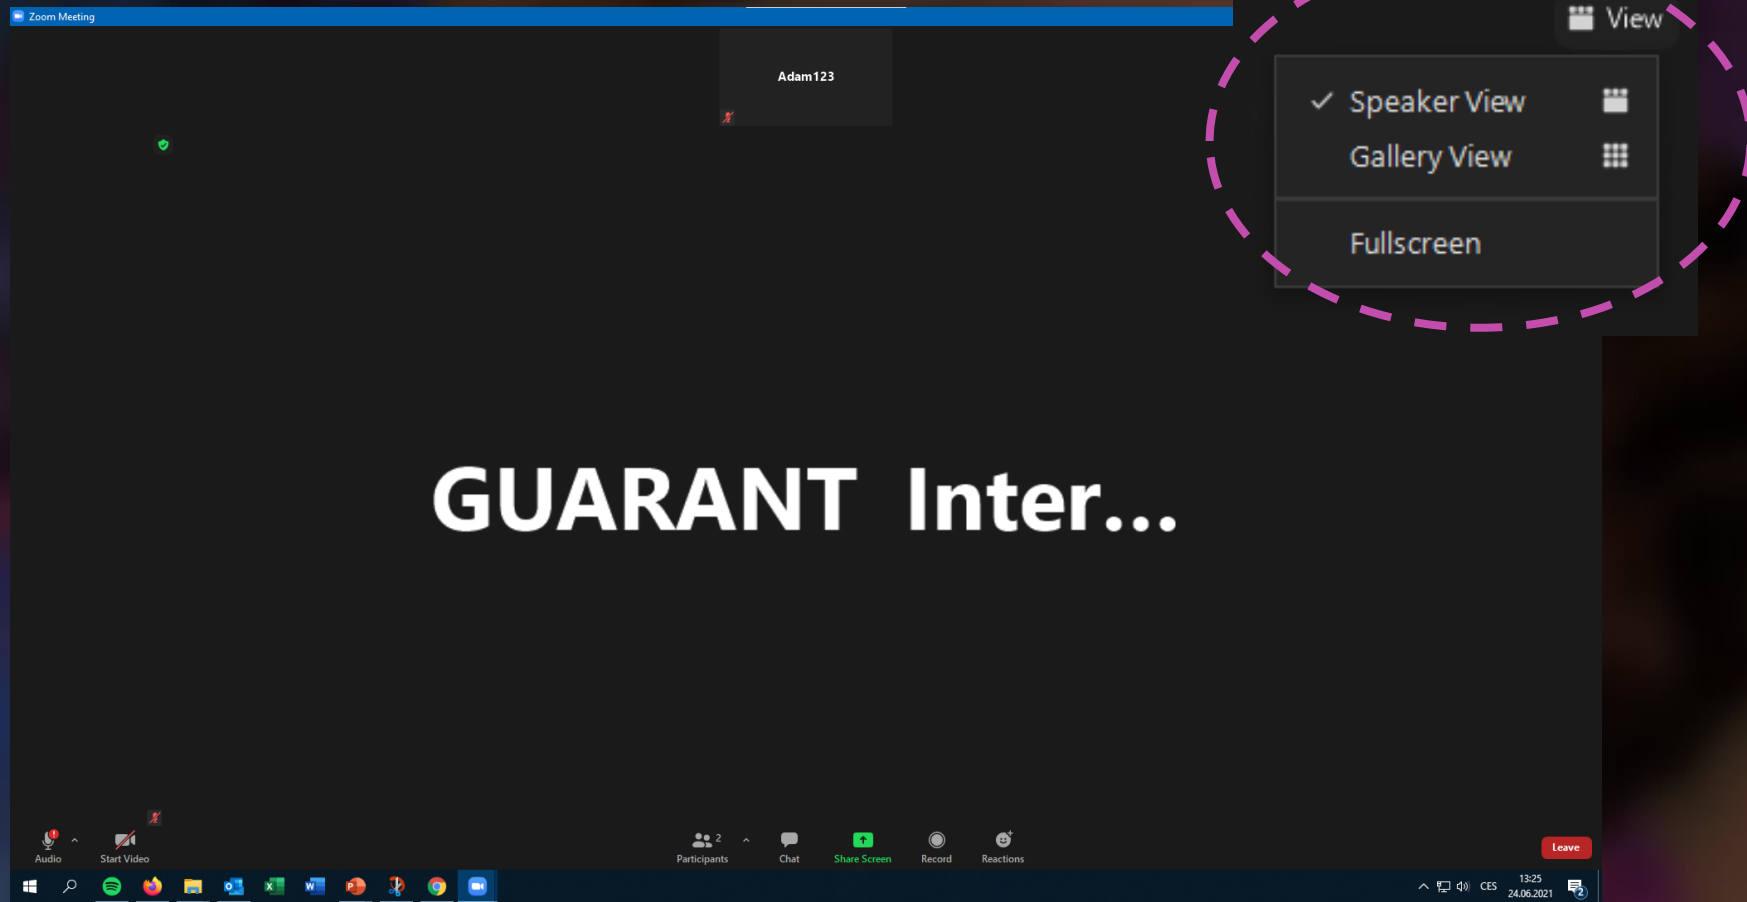 Zoom Meeting
View
Adam123
Speaker View
Gallery View
Fullscreen
GUARANT Inter...
Audio
Start Video
2
Participants
Chat
Share Screen
Record
Reactions
Leave
CES
13:25
24.06.2021
2